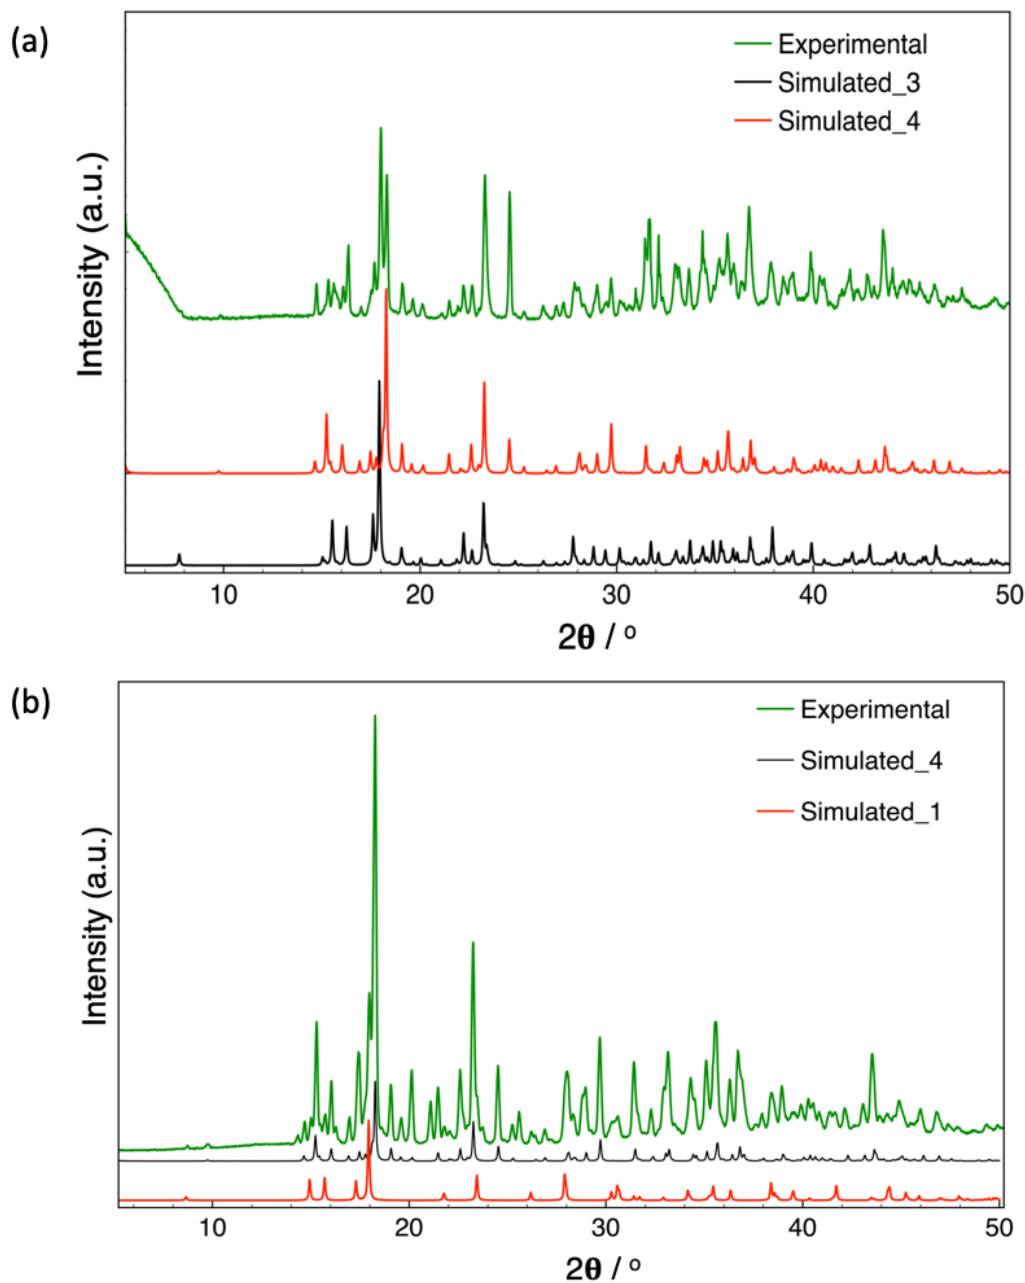 (a)
Experimental
Simulated_3
Simulated_4
Intensity (a.u.)
10 20 30 40 50
2θ / °
(b)
Experimental
Simulated_4
Simulated_1
Intensity (a.u.)
10 20 30 40 50
2θ / °